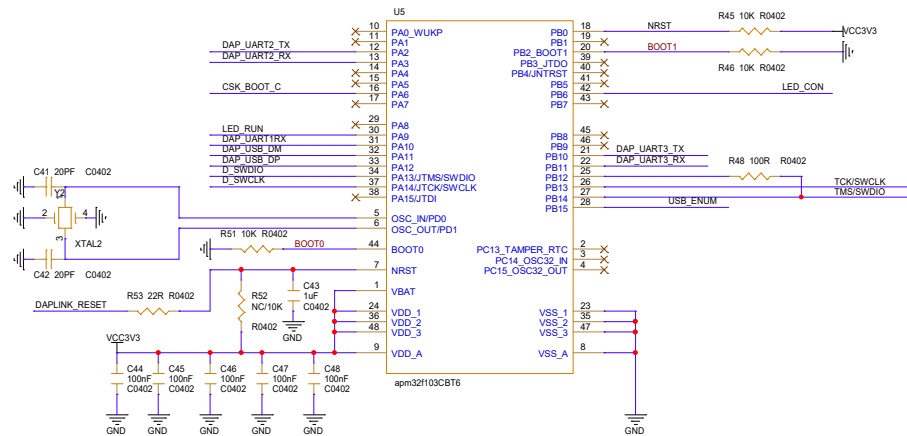 U5
10 PA0_WUKP
11 PA1
DAP_UART2_TX 12 PA2
DAP_UART2_RX 13 PA3
14 PA4
15 PA5
CSK_BOOT_C 16 PA6
17 PA7
29 PA8
LED_RUN 30 PA9
DAP_UART1RX 31 PA10
DAP_USB_DM 32 PA11
DAP_USB_DP 33 PA12
D_SWDIO 34 PA13/JTMS/SWDIO
D_SWCLK 37 PA14/JTCK/SWCLK
38 PA15/JTDI
5 OSC_IN/PD0
6 OSC_OUT/PD1
R51 10K R0402 BOOT0 44 BOOT0
7 NRST
1 VBAT
24 VDD_1
36 VDD_2
48 VDD_3
9 VDD_A
apm32f103CBT6
PB0 18 NRST R45 10K R0402 VCC3V3
PB1 19
PB2_BOOT1 20 BOOT1 R46 10K R0402
PB3_JTDO 39
PB4/JNTRST 40
PB5 41
PB6 42 LED_CON
PB7 43
PB8 45
PB9 46
PB10 21 DAP_UART3_TX
PB11 22 DAP_UART3_RX
PB12 25 R48 100R R0402
PB13 26 TCK/SWCLK
PB14 27 TMS/SWDIO
PB15 28 USB_ENUM
PC13_TAMPER_RTC 2
PC14_OSC32_IN 3
PC15_OSC32_OUT 4
VSS_1 23
VSS_2 35
VSS_3 47
VSS_A 8
GND
C41 20PF C0402
Y2
2 4
3
XTAL2
C42 20PF C0402
DAPLINK_RESET R53 22R R0402
R52
NC/10K
R0402
C43
1uF
C0402
GND
VCC3V3
C44
100nF
C0402
GND
C45
100nF
C0402
GND
C46
100nF
C0402
GND
C47
100nF
C0402
GND
C48
100nF
C0402
GND